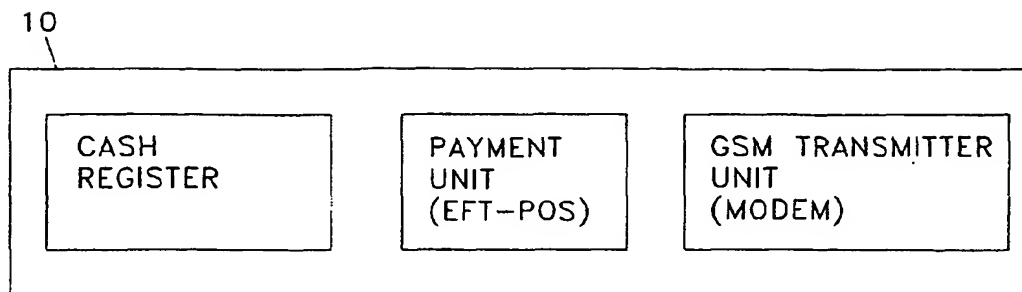 10
CASH
REGISTER
PAYMENT
UNIT
(EFT-POS)
GSM TRANSMITTER
UNIT
(MODEM)